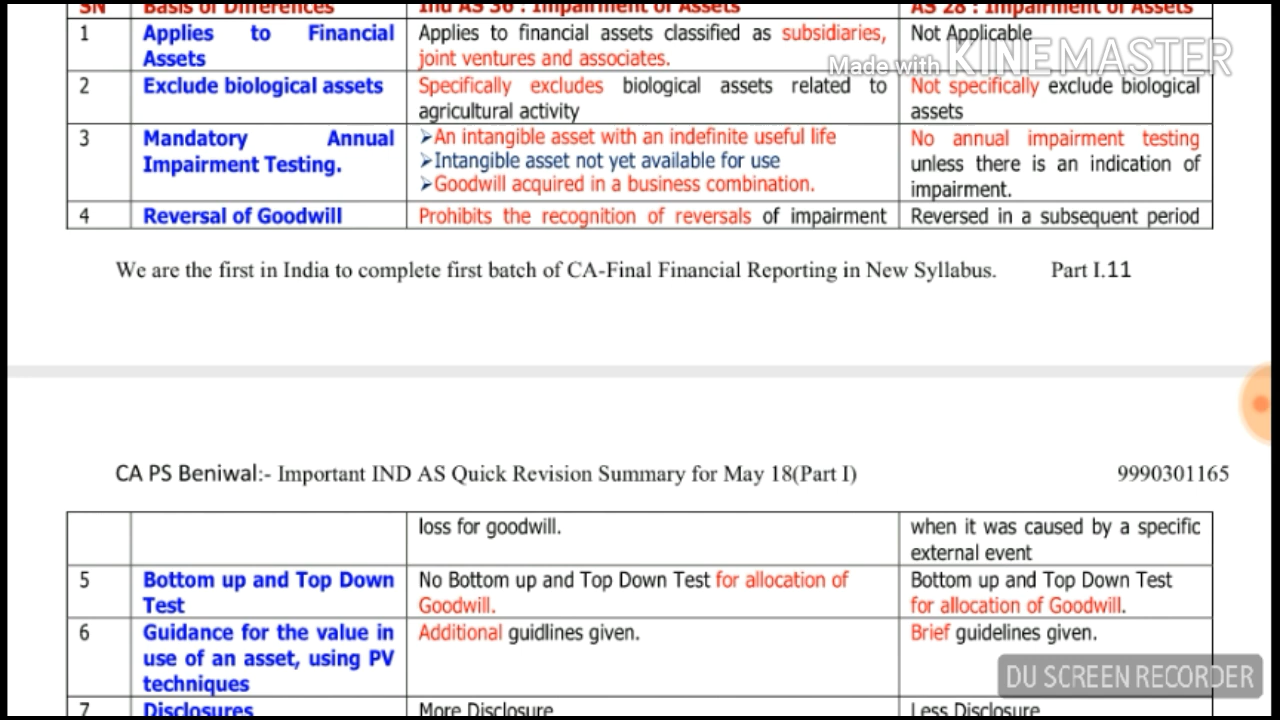 SN Basis of Differences Ind AS 36 : Impairment of Assets AS 28 : Impairment of Assets
1 Applies to Financial Applies to financial assets classified as subsidiaries, Not Applicable
Assets joint ventures and associates.
Made with KINEMASTER
2 Exclude biological assets Specifically excludes biological assets related to Not specifically exclude biological
agricultural activity assets
3 Mandatory Annual ➢An intangible asset with an indefinite useful life No annual impairment testing
Impairment Testing. ➢Intangible asset not yet available for use unless there is an indication of
➢Goodwill acquired in a business combination. impairment.
4 Reversal of Goodwill Prohibits the recognition of reversals of impairment Reversed in a subsequent period
We are the first in India to complete first batch of CA-Final Financial Reporting in New Syllabus. Part I.11
CA PS Beniwal:- Important IND AS Quick Revision Summary for May 18(Part I) 9990301165
loss for goodwill. when it was caused by a specific
external event
5 Bottom up and Top Down No Bottom up and Top Down Test for allocation of Bottom up and Top Down Test
Test Goodwill. for allocation of Goodwill.
6 Guidance for the value in Additional guidlines given. Brief guidelines given.
use of an asset, using PV
techniques
DU SCREEN RECORDER
7 Disclosures More Disclosure Less Disclosure